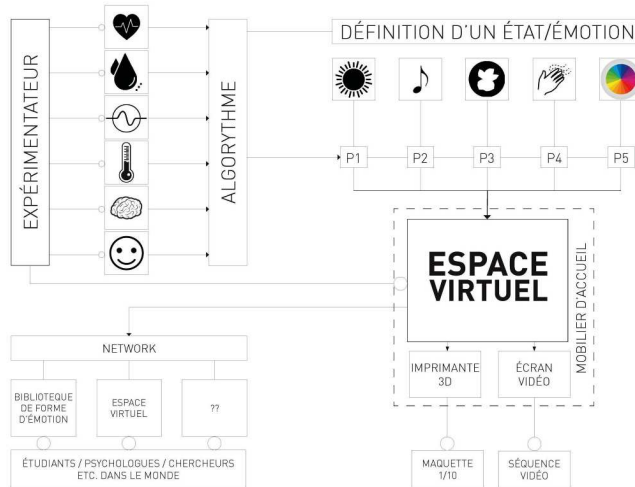 EXPÉRIMENTATEUR
ALGORYTHME
DÉFINITION D'UN ÉTAT/ÉMOTION
P1
P2
P3
P4
P5
ESPACE
VIRTUEL
MOBILIER D'ACCUEIL
IMPRIMANTE
3D
ÉCRAN
VIDÉO
MAQUETTE
1/10
SÉQUENCE
VIDÉO
NETWORK
BIBLIOTEQUE
DE FORME
D'ÉMOTION
ESPACE
VIRTUEL
??
ÉTUDIANTS / PSYCHOLOGUES / CHERCHEURS
ETC. DANS LE MONDE